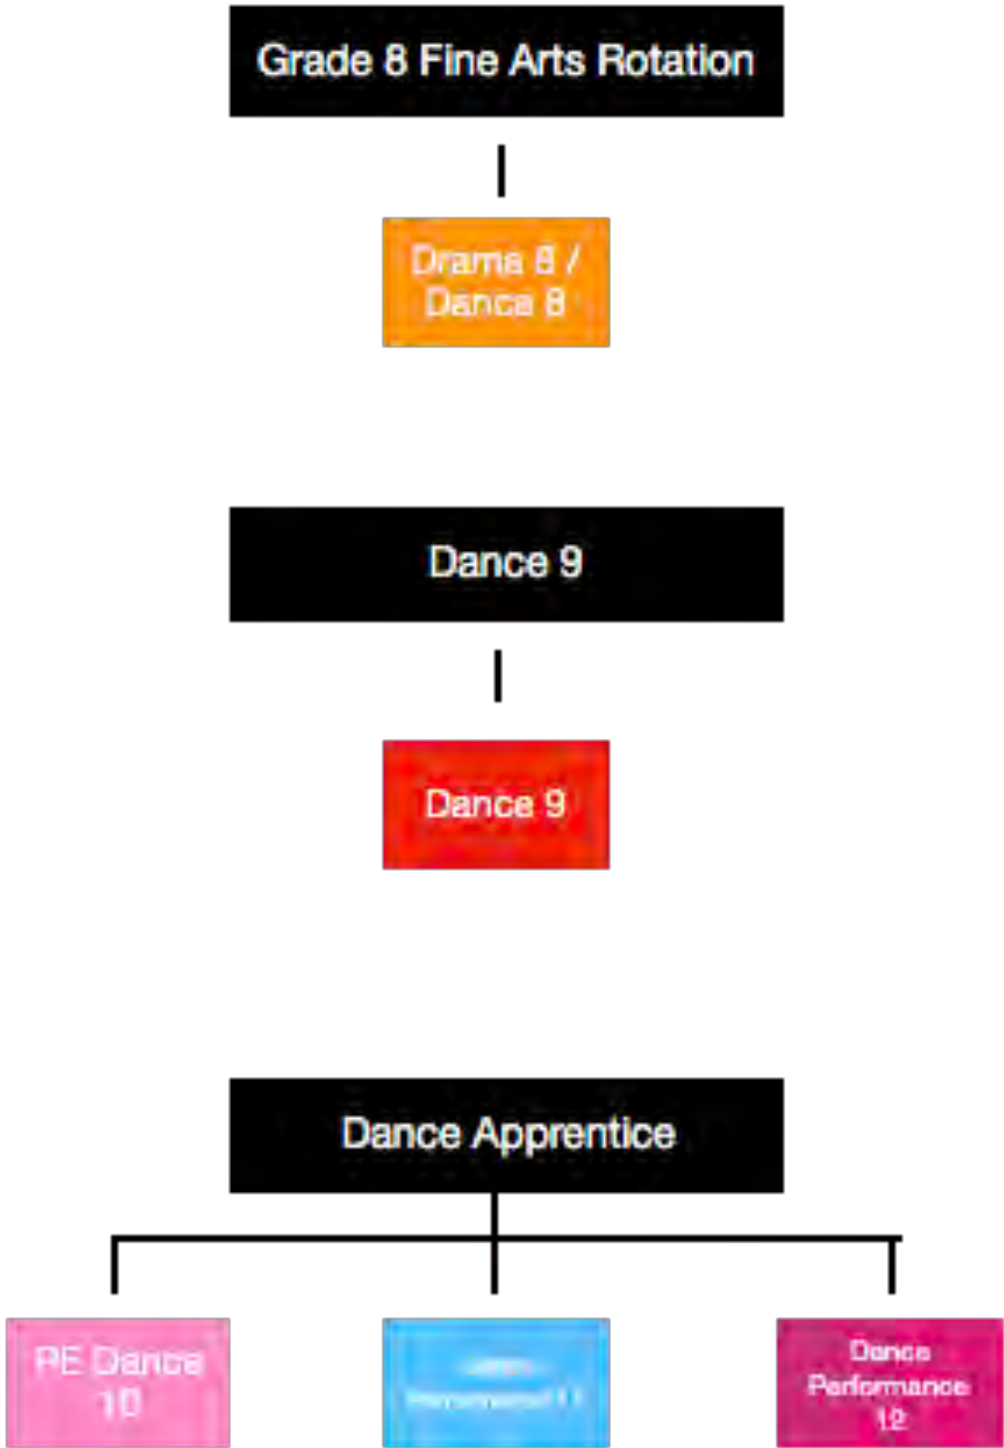 Grade 8 Fine Arts Rotation
Drama 8 /
Dance 8
Dance 9
Dance 9
Dance Apprentice
PE Dance
10
Dance
Performance
12